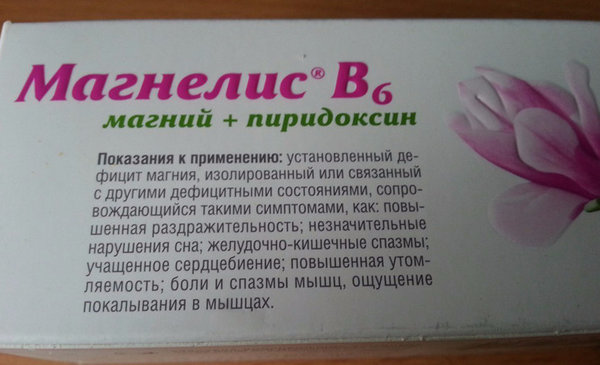 Магнелис® B6
магний + пиридоксин
Показания к применению: установленный де-
фицит магния, изолированный или связанный
с другими дефицитными состояниями, сопро-
вождающийся такими симптомами, как: повы-
шенная раздражительность; незначительные
нарушения сна; желудочно-кишечные спазмы;
учащенное сердцебиение; повышенная утом-
ляемость; боли и спазмы мышц, ощущение
покалывания в мышцах.